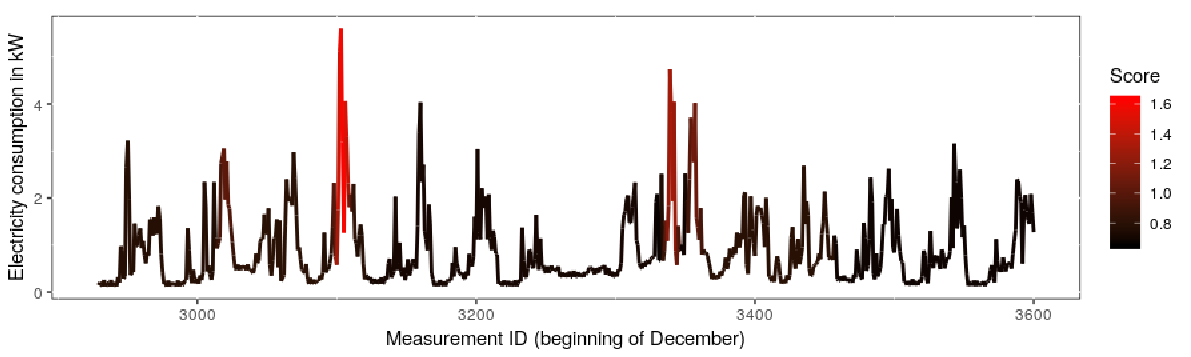 Electricity consumption in kW
4
2
0
3000 3200 3400 3600
Measurement ID (beginning of December)
Score
1.6
1.4
1.2
1.0
0.8